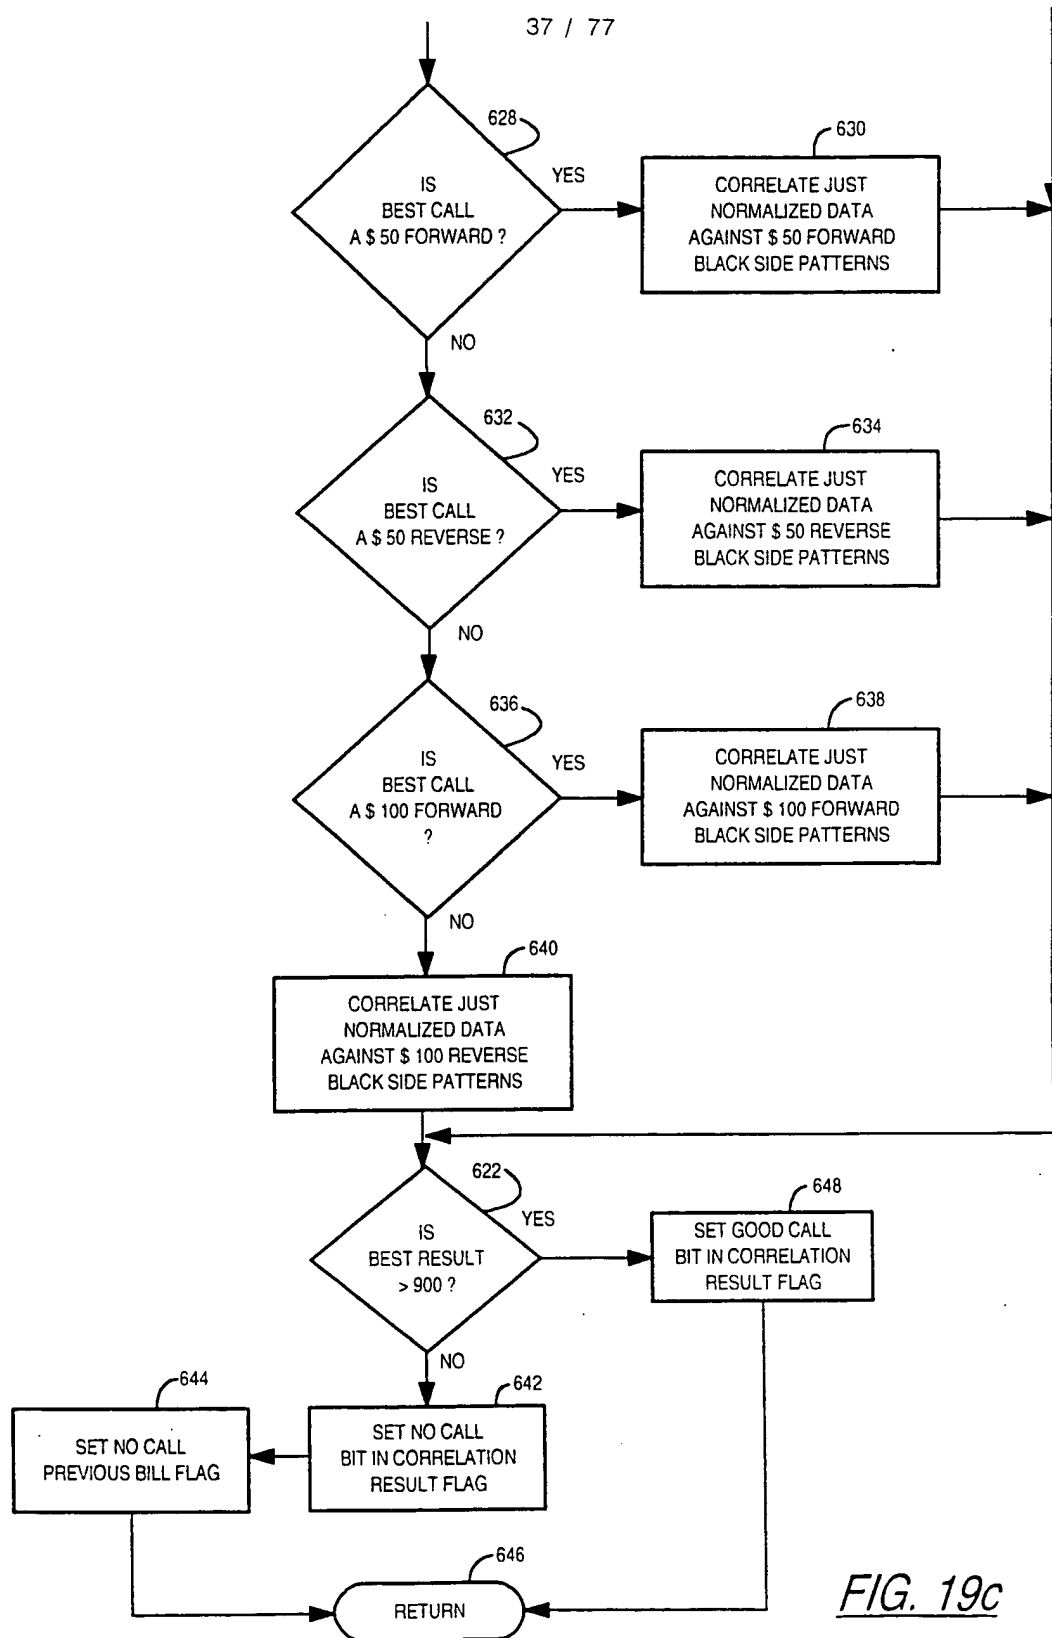 37 / 77
628
IS
BEST CALL
A $ 50 FORWARD ?
YES
NO
630
CORRELATE JUST
NORMALIZED DATA
AGAINST $ 50 FORWARD
BLACK SIDE PATTERNS
632
IS
BEST CALL
A $ 50 REVERSE ?
YES
NO
634
CORRELATE JUST
NORMALIZED DATA
AGAINST $ 50 REVERSE
BLACK SIDE PATTERNS
636
IS
BEST CALL
A $ 100 FORWARD
?
YES
NO
638
CORRELATE JUST
NORMALIZED DATA
AGAINST $ 100 FORWARD
BLACK SIDE PATTERNS
640
CORRELATE JUST
NORMALIZED DATA
AGAINST $ 100 REVERSE
BLACK SIDE PATTERNS
622
IS
BEST RESULT
> 900 ?
YES
NO
648
SET GOOD CALL
BIT IN CORRELATION
RESULT FLAG
642
SET NO CALL
BIT IN CORRELATION
RESULT FLAG
644
SET NO CALL
PREVIOUS BILL FLAG
646
RETURN
FIG. 19c